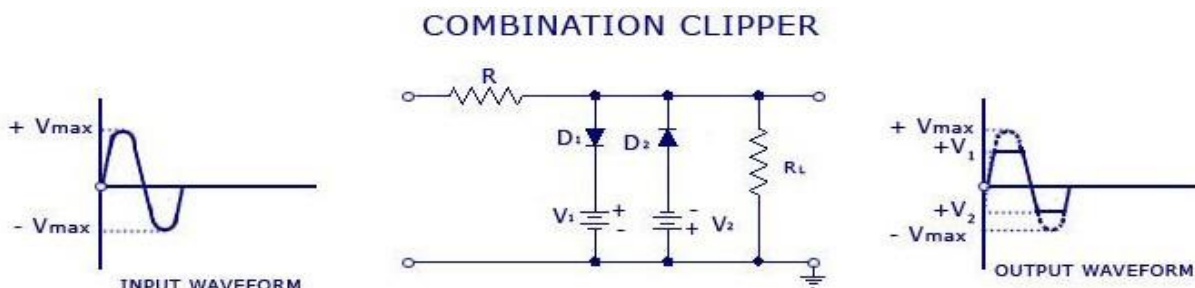 COMBINATION CLIPPER
+ Vmax
- Vmax
INPUT WAVEFORM
R
D1
D2
RL
V1
+
-
-
+
V2
+ Vmax
+V1
+V2
- Vmax
OUTPUT WAVEFORM